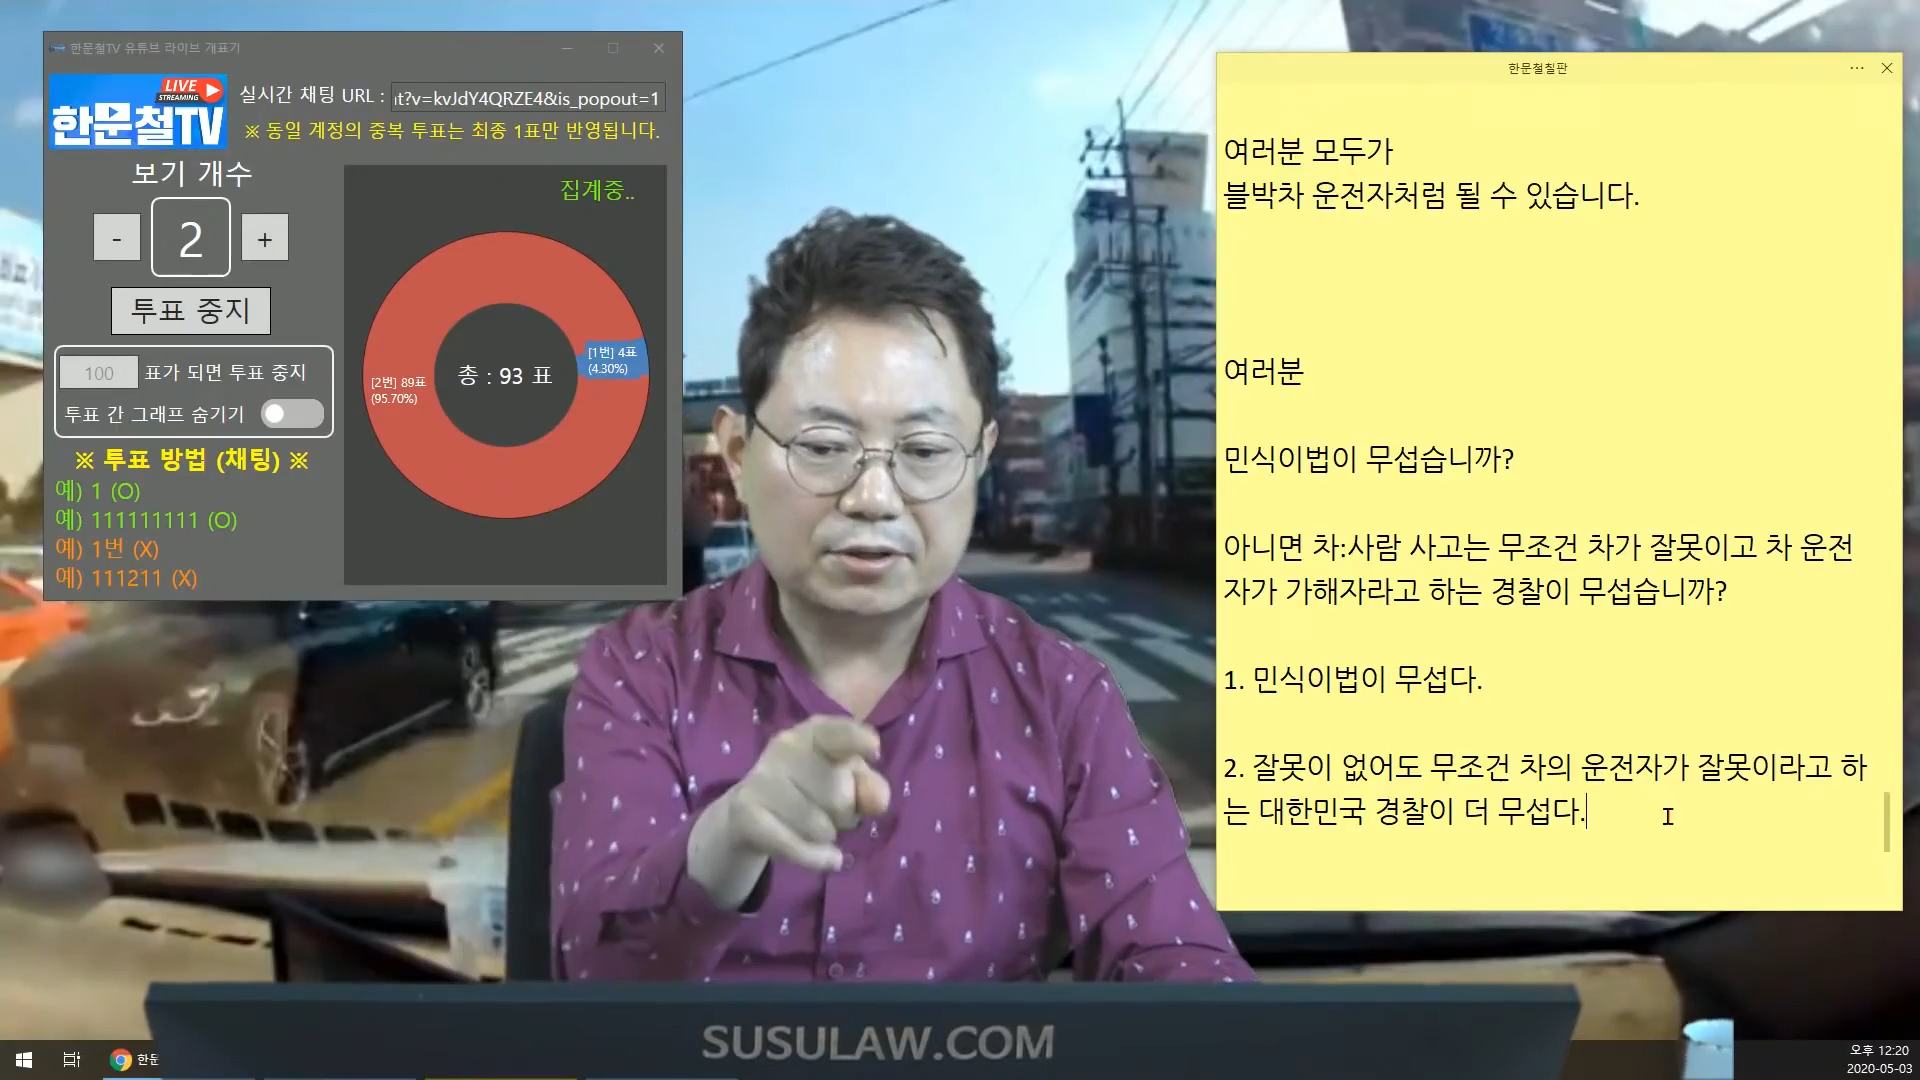 한문철TV 유튜브 라이브 개표기
LIVE
STREAMING
한문철TV
실시간 채팅 URL : it?v=kvJdY4QRZE4&is_popout=1
※ 동일 계정의 중복 투표는 최종 1표만 반영됩니다.
보기 개수
- 2 +
투표 중지
100 표가 되면 투표 중지
투표 간 그래프 숨기기
※ 투표 방법 (채팅) ※
예) 1 (O)
예) 111111111 (O)
예) 1번 (X)
예) 111211 (X)
집계중..
[1번] 4표
(4.30%)
총 : 93 표
[2번] 89표
(95.70%)
한문철칠판
여러분 모두가
블박차 운전자처럼 될 수 있습니다.
여러분
민식이법이 무섭습니까?
아니면 차:사람 사고는 무조건 차가 잘못이고 차 운전
자가 가해자라고 하는 경찰이 무섭습니까?
1. 민식이법이 무섭다.
2. 잘못이 없어도 무조건 차의 운전자가 잘못이라고 하
는 대한민국 경찰이 더 무섭다.
SUSULAW.COM
한문
오후 12:20
2020-05-03